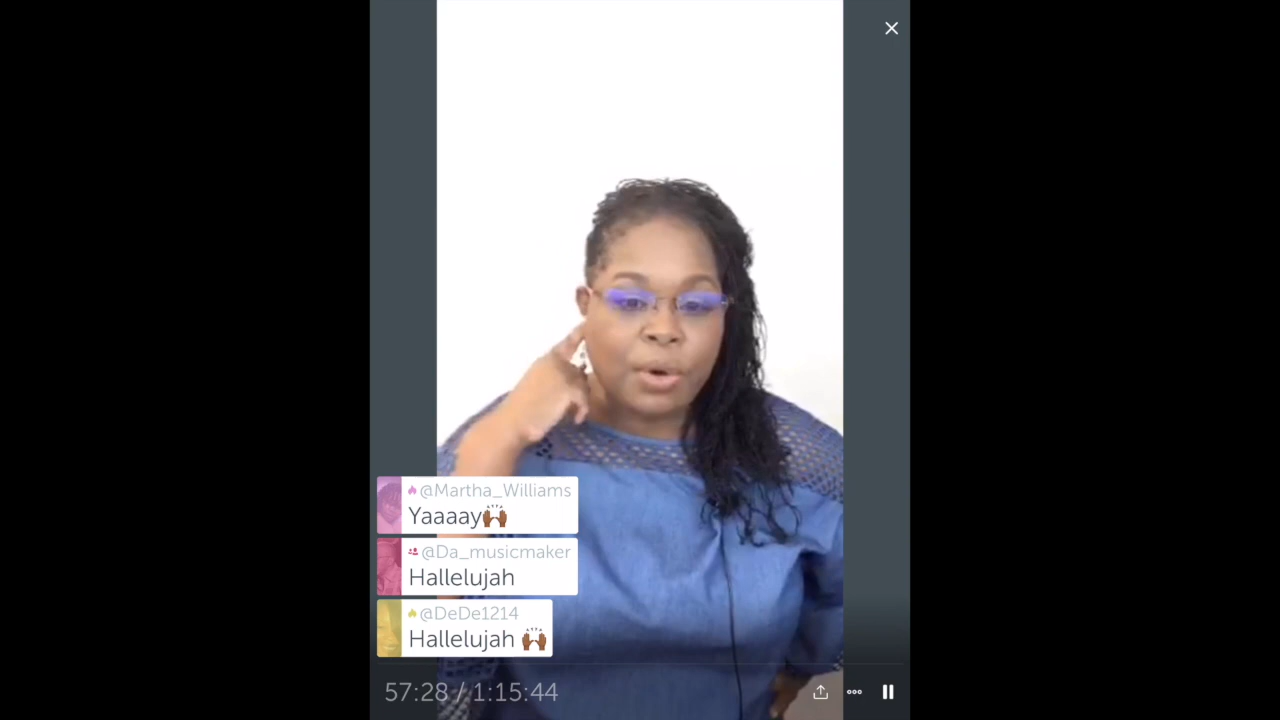 @Martha_Williams
Yaaaay🙌🏾
@Da_musicmaker
Hallelujah
@DeDe1214
Hallelujah 🙌🏾
57:28 / 1:15:44